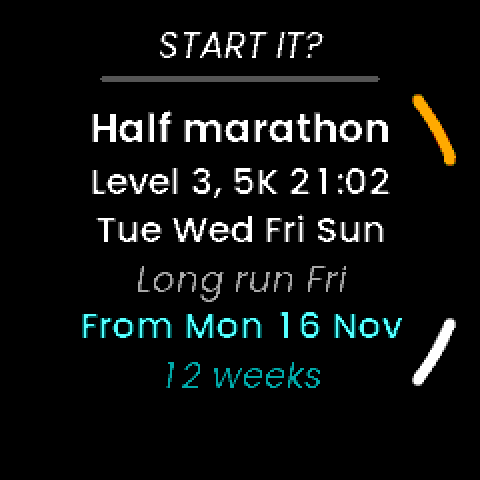 START IT?
Half marathon
Level 3, 5K 21:02
Tue Wed Fri Sun
Long run Fri
From Mon 16 Nov
12 weeks